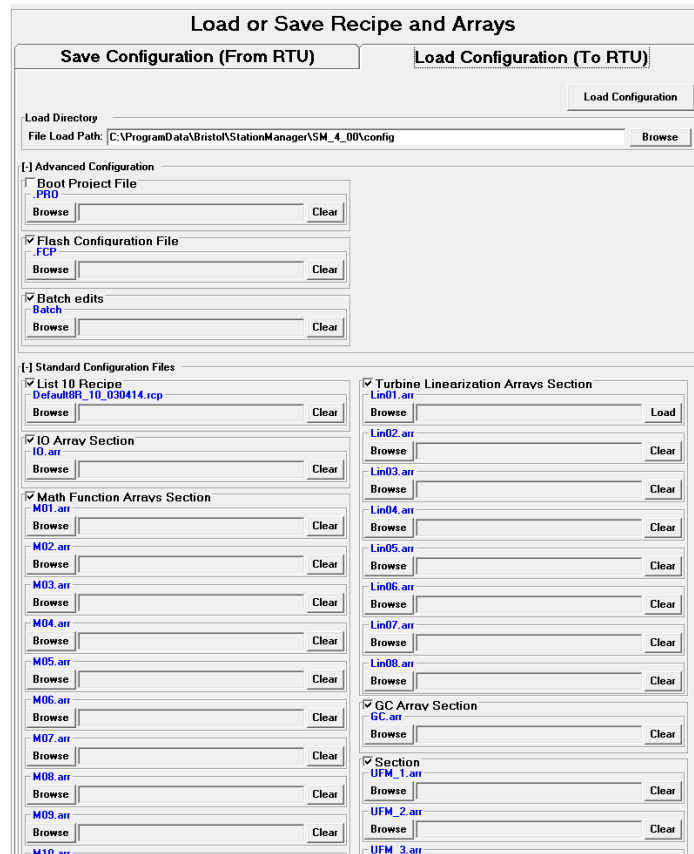 Load or Save Recipe and Arrays
Save Configuration (From RTU)
Load Configuration (To RTU)
Load Configuration
Load Directory
File Load Path: C:\ProgramData\Bristol\StationManager\SM_4_00\config Browse
[-] Advanced Configuration
Boot Project File
.PRO
Browse Clear
Flash Configuration File
.FCP
Browse Clear
Batch edits
Batch
Browse Clear
[-] Standard Configuration Files
List 10 Recipe
Default8R_10_030414.rcp
Browse Clear
IO Array Section
IO.arr
Browse Clear
Math Function Arrays Section
M01.arr
Browse Clear
M02.arr
Browse Clear
M03.arr
Browse Clear
M04.arr
Browse Clear
M05.arr
Browse Clear
M06.arr
Browse Clear
M07.arr
Browse Clear
M08.arr
Browse Clear
M09.arr
Browse Clear
M10.arr
Turbine Linearization Arrays Section
Lin01.arr
Browse Load
Lin02.arr
Browse Clear
Lin03.arr
Browse Clear
Lin04.arr
Browse Clear
Lin05.arr
Browse Clear
Lin06.arr
Browse Clear
Lin07.arr
Browse Clear
Lin08.arr
Browse Clear
GC Array Section
GC.arr
Browse Clear
Section
UFM_1.arr
Browse Clear
UFM_2.arr
Browse Clear
UFM_3.arr